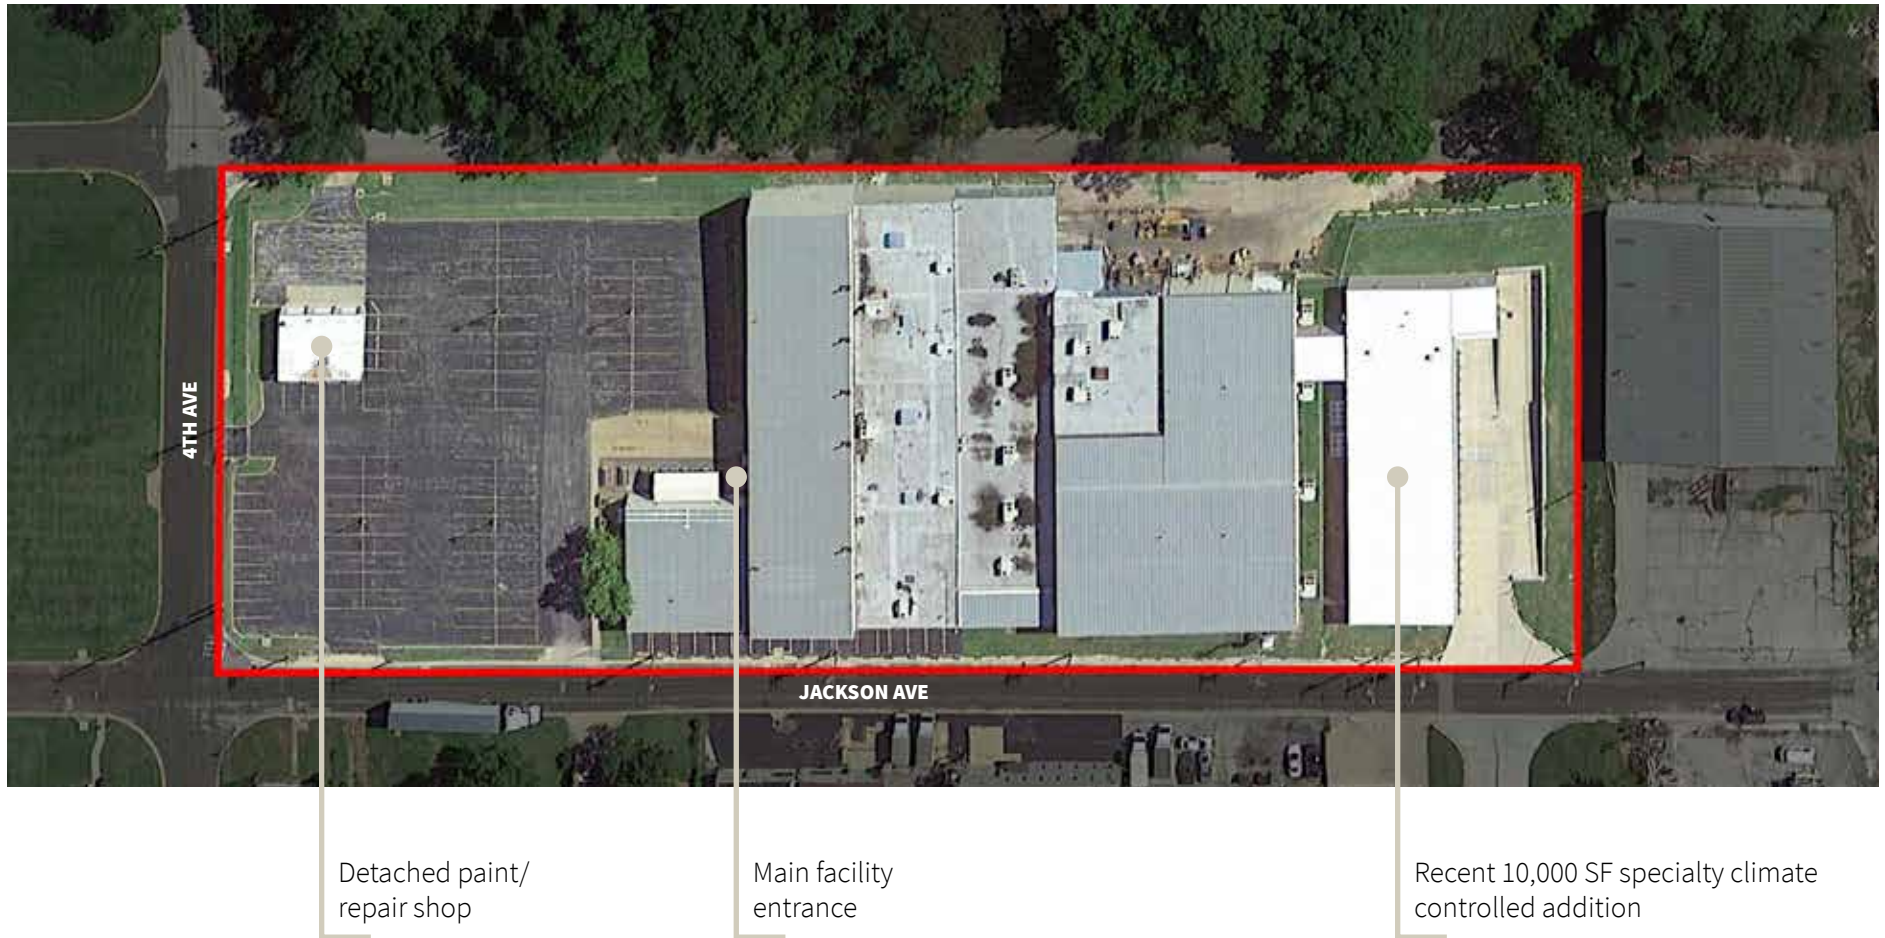 4TH AVE
JACKSON AVE
Detached paint/
repair shop
Main facility
entrance
Recent 10,000 SF specialty climate
controlled addition